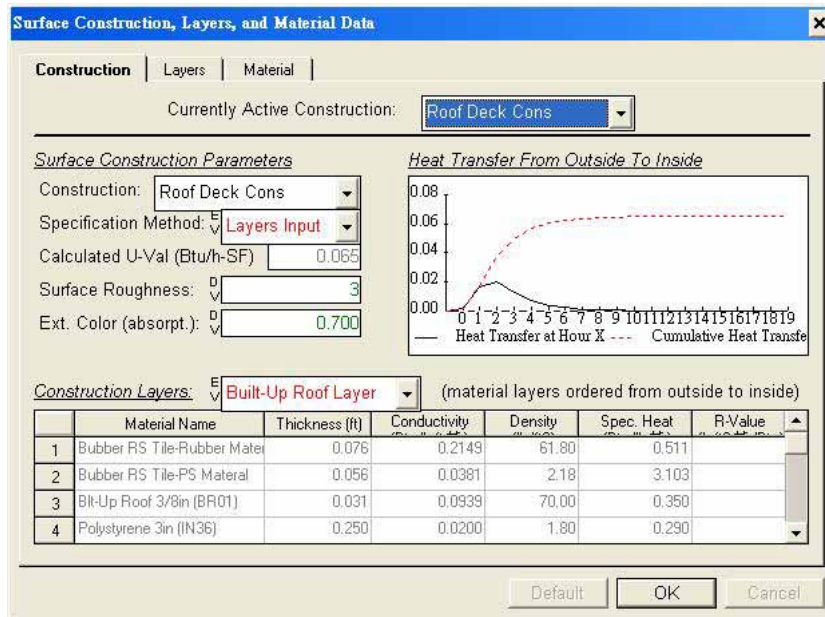 Surface Construction, Layers, and Material Data
Construction | Layers | Material
Currently Active Construction: Roof Deck Cons
Surface Construction Parameters
Construction: Roof Deck Cons
Specification Method: E V Layers Input
Calculated U-Val (Btu/h-SF) 0.065
Surface Roughness: D V 3
Ext. Color (absorpt.): D V 0.700
Heat Transfer From Outside To Inside
0.08
0.06
0.04
0.02
0.00
0 1 2 3 4 5 6 7 8 9 10 11 12 13 14 15 16 17 18 19
Heat Transfer at Hour X Cumulative Heat Transfe
Construction Layers: E V Built-Up Roof Layer (material layers ordered from outside to inside)
Material Name Thickness (ft) Conductivity Density Spec. Heat R-Value
1 Bubber RS Tile-Rubber Mater 0.076 0.2149 61.80 0.511
2 Bubber RS Tile-PS Materal 0.056 0.0381 2.18 3.103
3 Blt-Up Roof 3/8in (BR01) 0.031 0.0939 70.00 0.350
4 Polystyrene 3in (IN36) 0.250 0.0200 1.80 0.290
Default OK Cancel